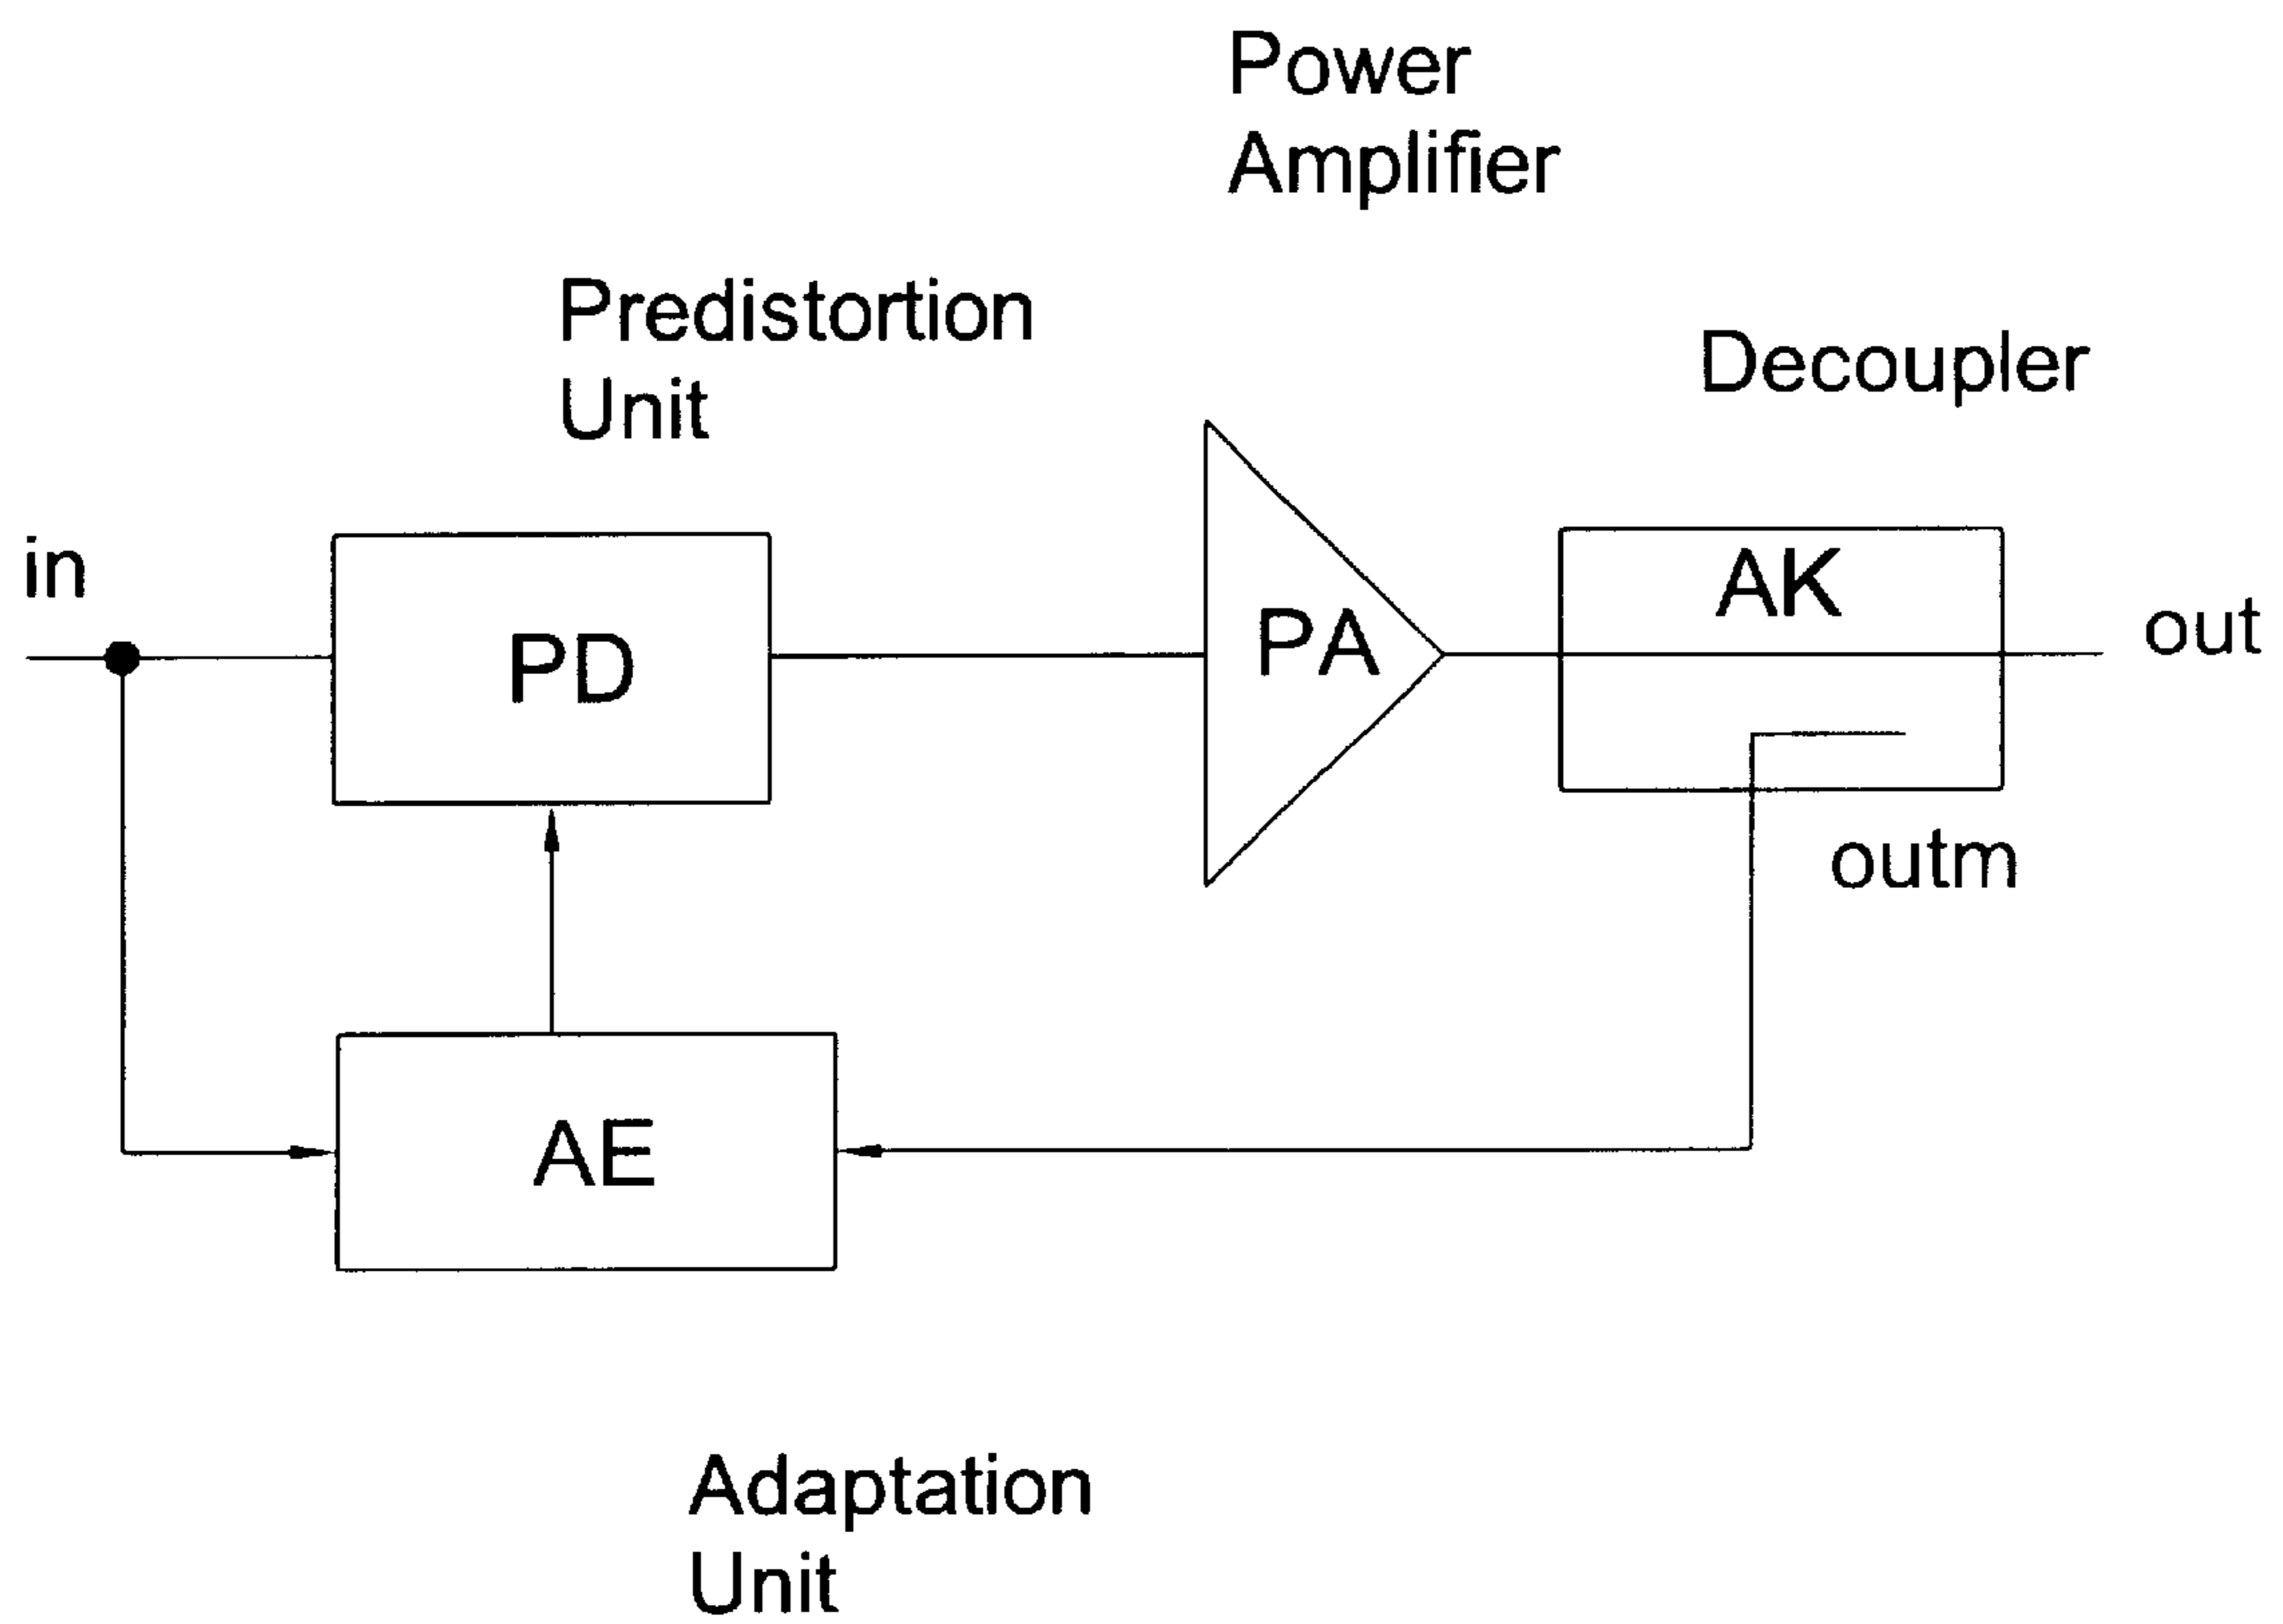 Power
Amplifier
Predistortion
Unit
Decoupler
in
PD
PA
AK
out
outm
AE
Adaptation
Unit